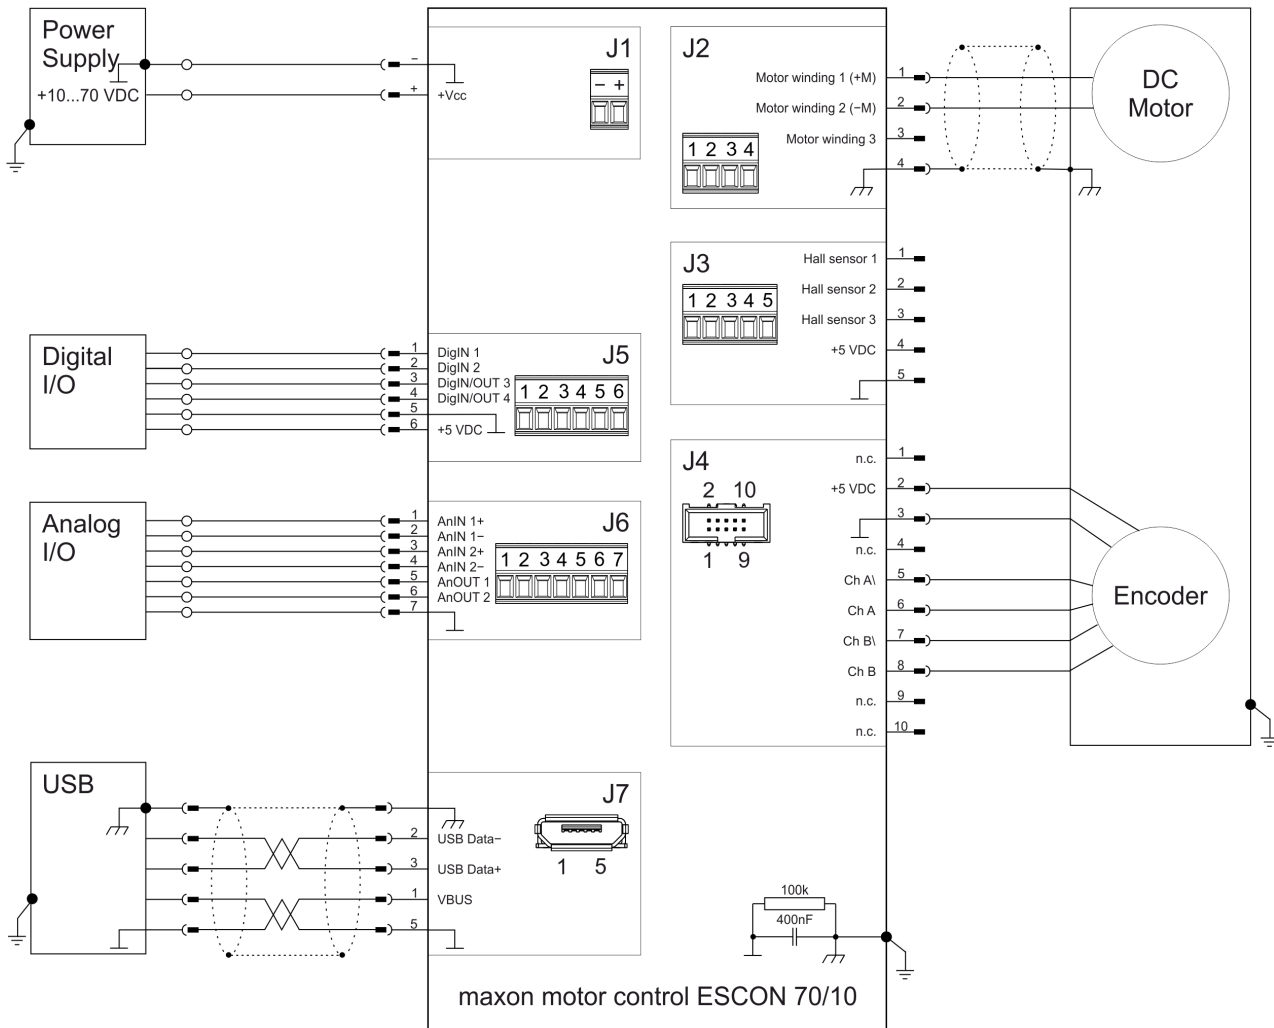 Power
Supply
+10...70 VDC
−
+
+Vcc
J1
− +
J2
1 2 3 4
Motor winding 1 (+M) 1
Motor winding 2 (−M) 2
Motor winding 3 3
4
DC
Motor
J3
1 2 3 4 5
Hall sensor 1 1
Hall sensor 2 2
Hall sensor 3 3
+5 VDC 4
5
Digital
I/O
1 DigIN 1
2 DigIN 2
3 DigIN/OUT 3
4 DigIN/OUT 4
5
6 +5 VDC
J5
1 2 3 4 5 6
J4
2 10
1 9
n.c. 1
+5 VDC 2
3
n.c. 4
Ch A\ 5
Ch A 6
Ch B\ 7
Ch B 8
n.c. 9
n.c. 10
Encoder
Analog
I/O
1 AnIN 1+
2 AnIN 1−
3 AnIN 2+
4 AnIN 2−
5 AnOUT 1
6 AnOUT 2
7
J6
1 2 3 4 5 6 7
USB
2 USB Data−
3 USB Data+
1 VBUS
5
J7
1 5
100k
400nF
maxon motor control ESCON 70/10